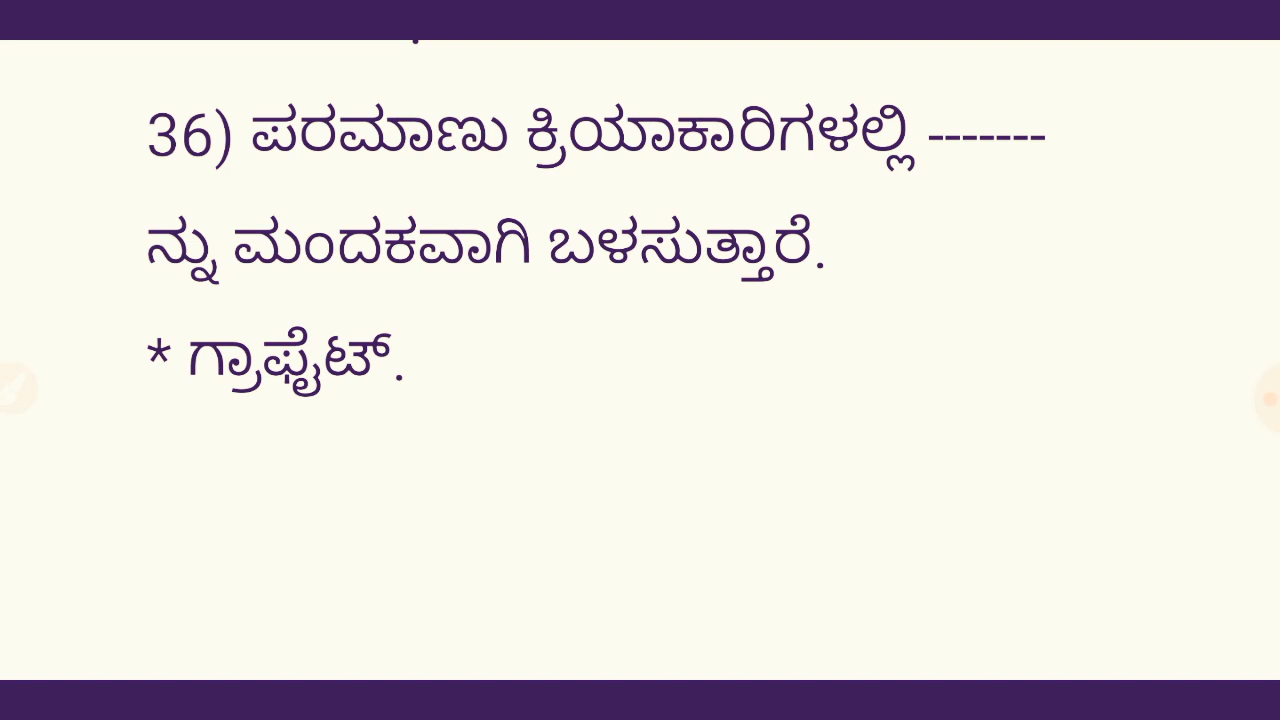 36) ಪರಮಾಣು ಕ್ರಿಯಾಕಾರಿಗಳಲ್ಲಿ -------
ನ್ನು ಮಂದಕವಾಗಿ ಬಳಸುತ್ತಾರೆ.
* ಗ್ರಾಫೈಟ್.